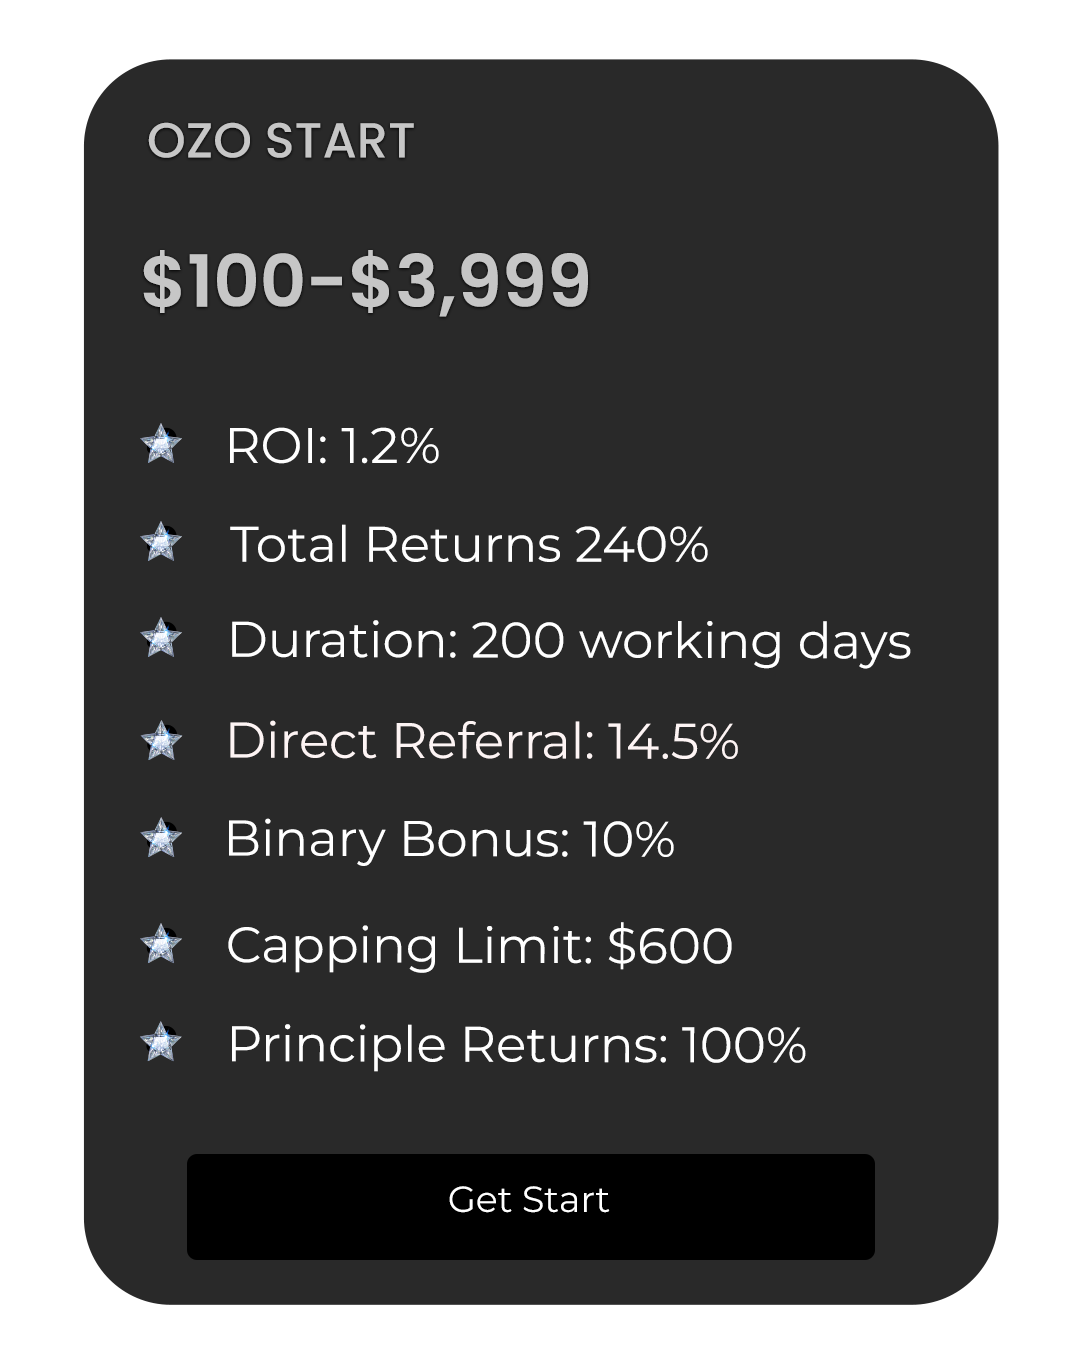 OZO START
$100-$3,999
ROI: 1.2%
Total Returns 240%
Duration: 200 working days
Direct Referral: 14.5%
Binary Bonus: 10%
Capping Limit: $600
Principle Returns: 100%
Get Start